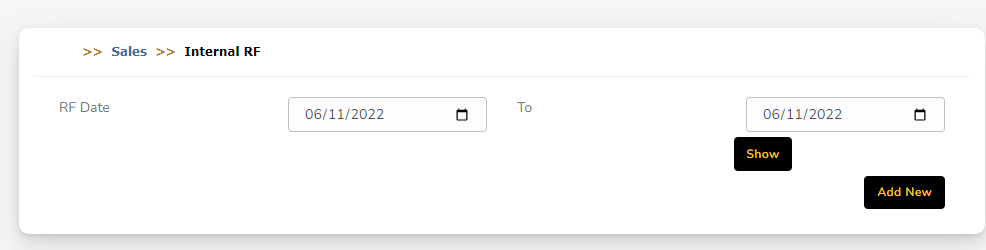 >> Sales >> Internal RF
RF Date 06/11/2022 To 06/11/2022
Show
Add New